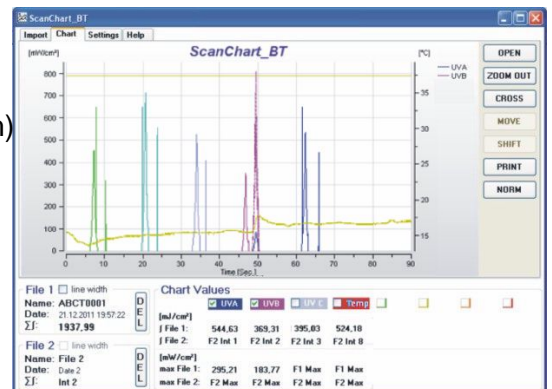 ScanChart_BT
Import Chart Settings Help
[mW/cm²] ScanChart_BT [°C]
UVA
UVB
800
700
600
500
400
300
200
100
0
35
30
25
20
15
0 10 20 30 40 50 60 70 80 90
Time [Sec.]
OPEN
ZOOM OUT
CROSS
MOVE
SHIFT
PRINT
NORM
n)
File 1 line width
Name: ABCT0001
Date: 21.12.2011 19:57:22
Σ∫: 1937,99
DEL
File 2 line width
Name: File 2
Date: Date 2
Σ∫: Int 2
DEL
Chart Values
UVA UVB UV C Temp
[mJ/cm²]
∫ File 1: 544,63 369,31 395,03 524,18
∫ File 2: F2 Int 1 F2 Int 2 F2 Int 3 F2 Int 8
[mW/cm²]
max File 1: 295,21 183,77 F1 Max F1 Max
max File 2: F2 Max F2 Max F2 Max F2 Max